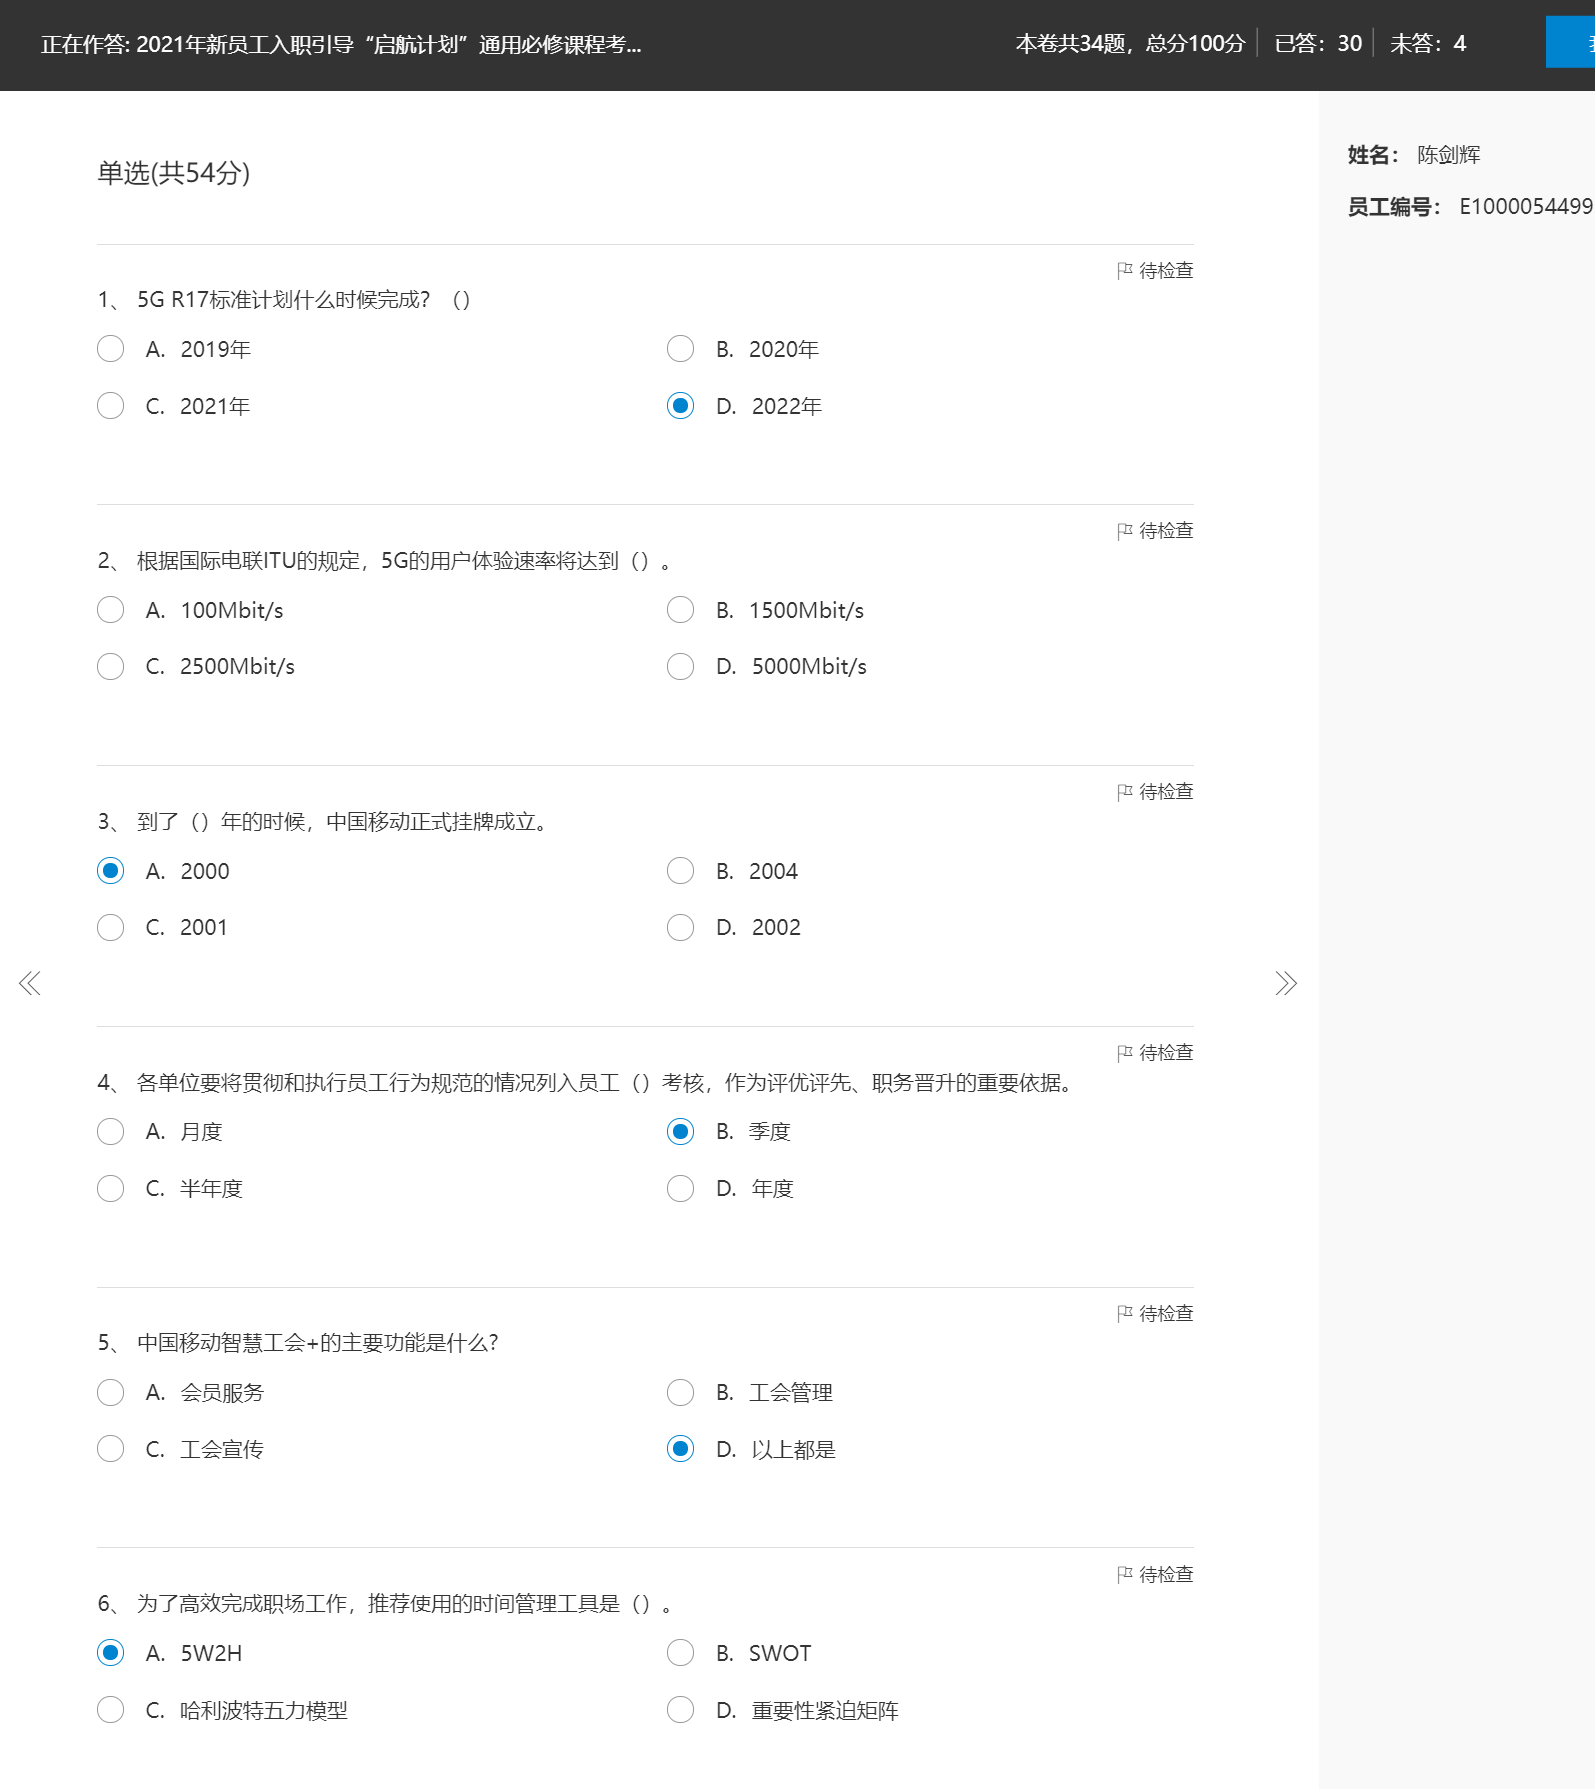 正在作答: 2021年新员工入职引导“启航计划”通用必修课程考...
本卷共34题，总分100分 已答：30 未答：4
姓名： 陈剑辉
员工编号： E1000054499
单选(共54分)
待检查
1、 5G R17标准计划什么时候完成？（）
A. 2019年 B. 2020年
C. 2021年 D. 2022年
待检查
2、 根据国际电联ITU的规定，5G的用户体验速率将达到（）。
A. 100Mbit/s B. 1500Mbit/s
C. 2500Mbit/s D. 5000Mbit/s
待检查
3、 到了（）年的时候，中国移动正式挂牌成立。
A. 2000 B. 2004
C. 2001 D. 2002
待检查
4、 各单位要将贯彻和执行员工行为规范的情况列入员工（）考核，作为评优评先、职务晋升的重要依据。
A. 月度 B. 季度
C. 半年度 D. 年度
待检查
5、 中国移动智慧工会+的主要功能是什么？
A. 会员服务 B. 工会管理
C. 工会宣传 D. 以上都是
待检查
6、 为了高效完成职场工作，推荐使用的时间管理工具是（）。
A. 5W2H B. SWOT
C. 哈利波特五力模型 D. 重要性紧迫矩阵